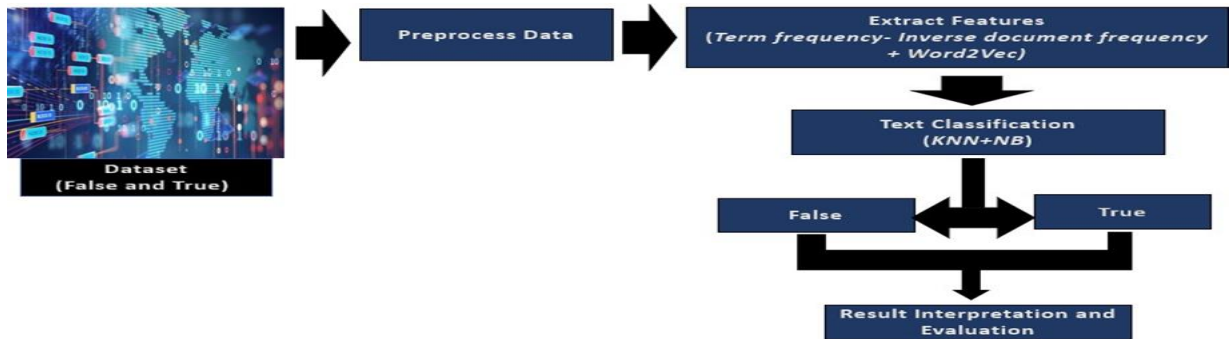 Preprocess Data
Extract Features
(Term frequency- Inverse document frequency
+ Word2Vec)
Text Classification
(KNN+NB)
Dataset
(False and True)
False
True
Result Interpretation and
Evaluation